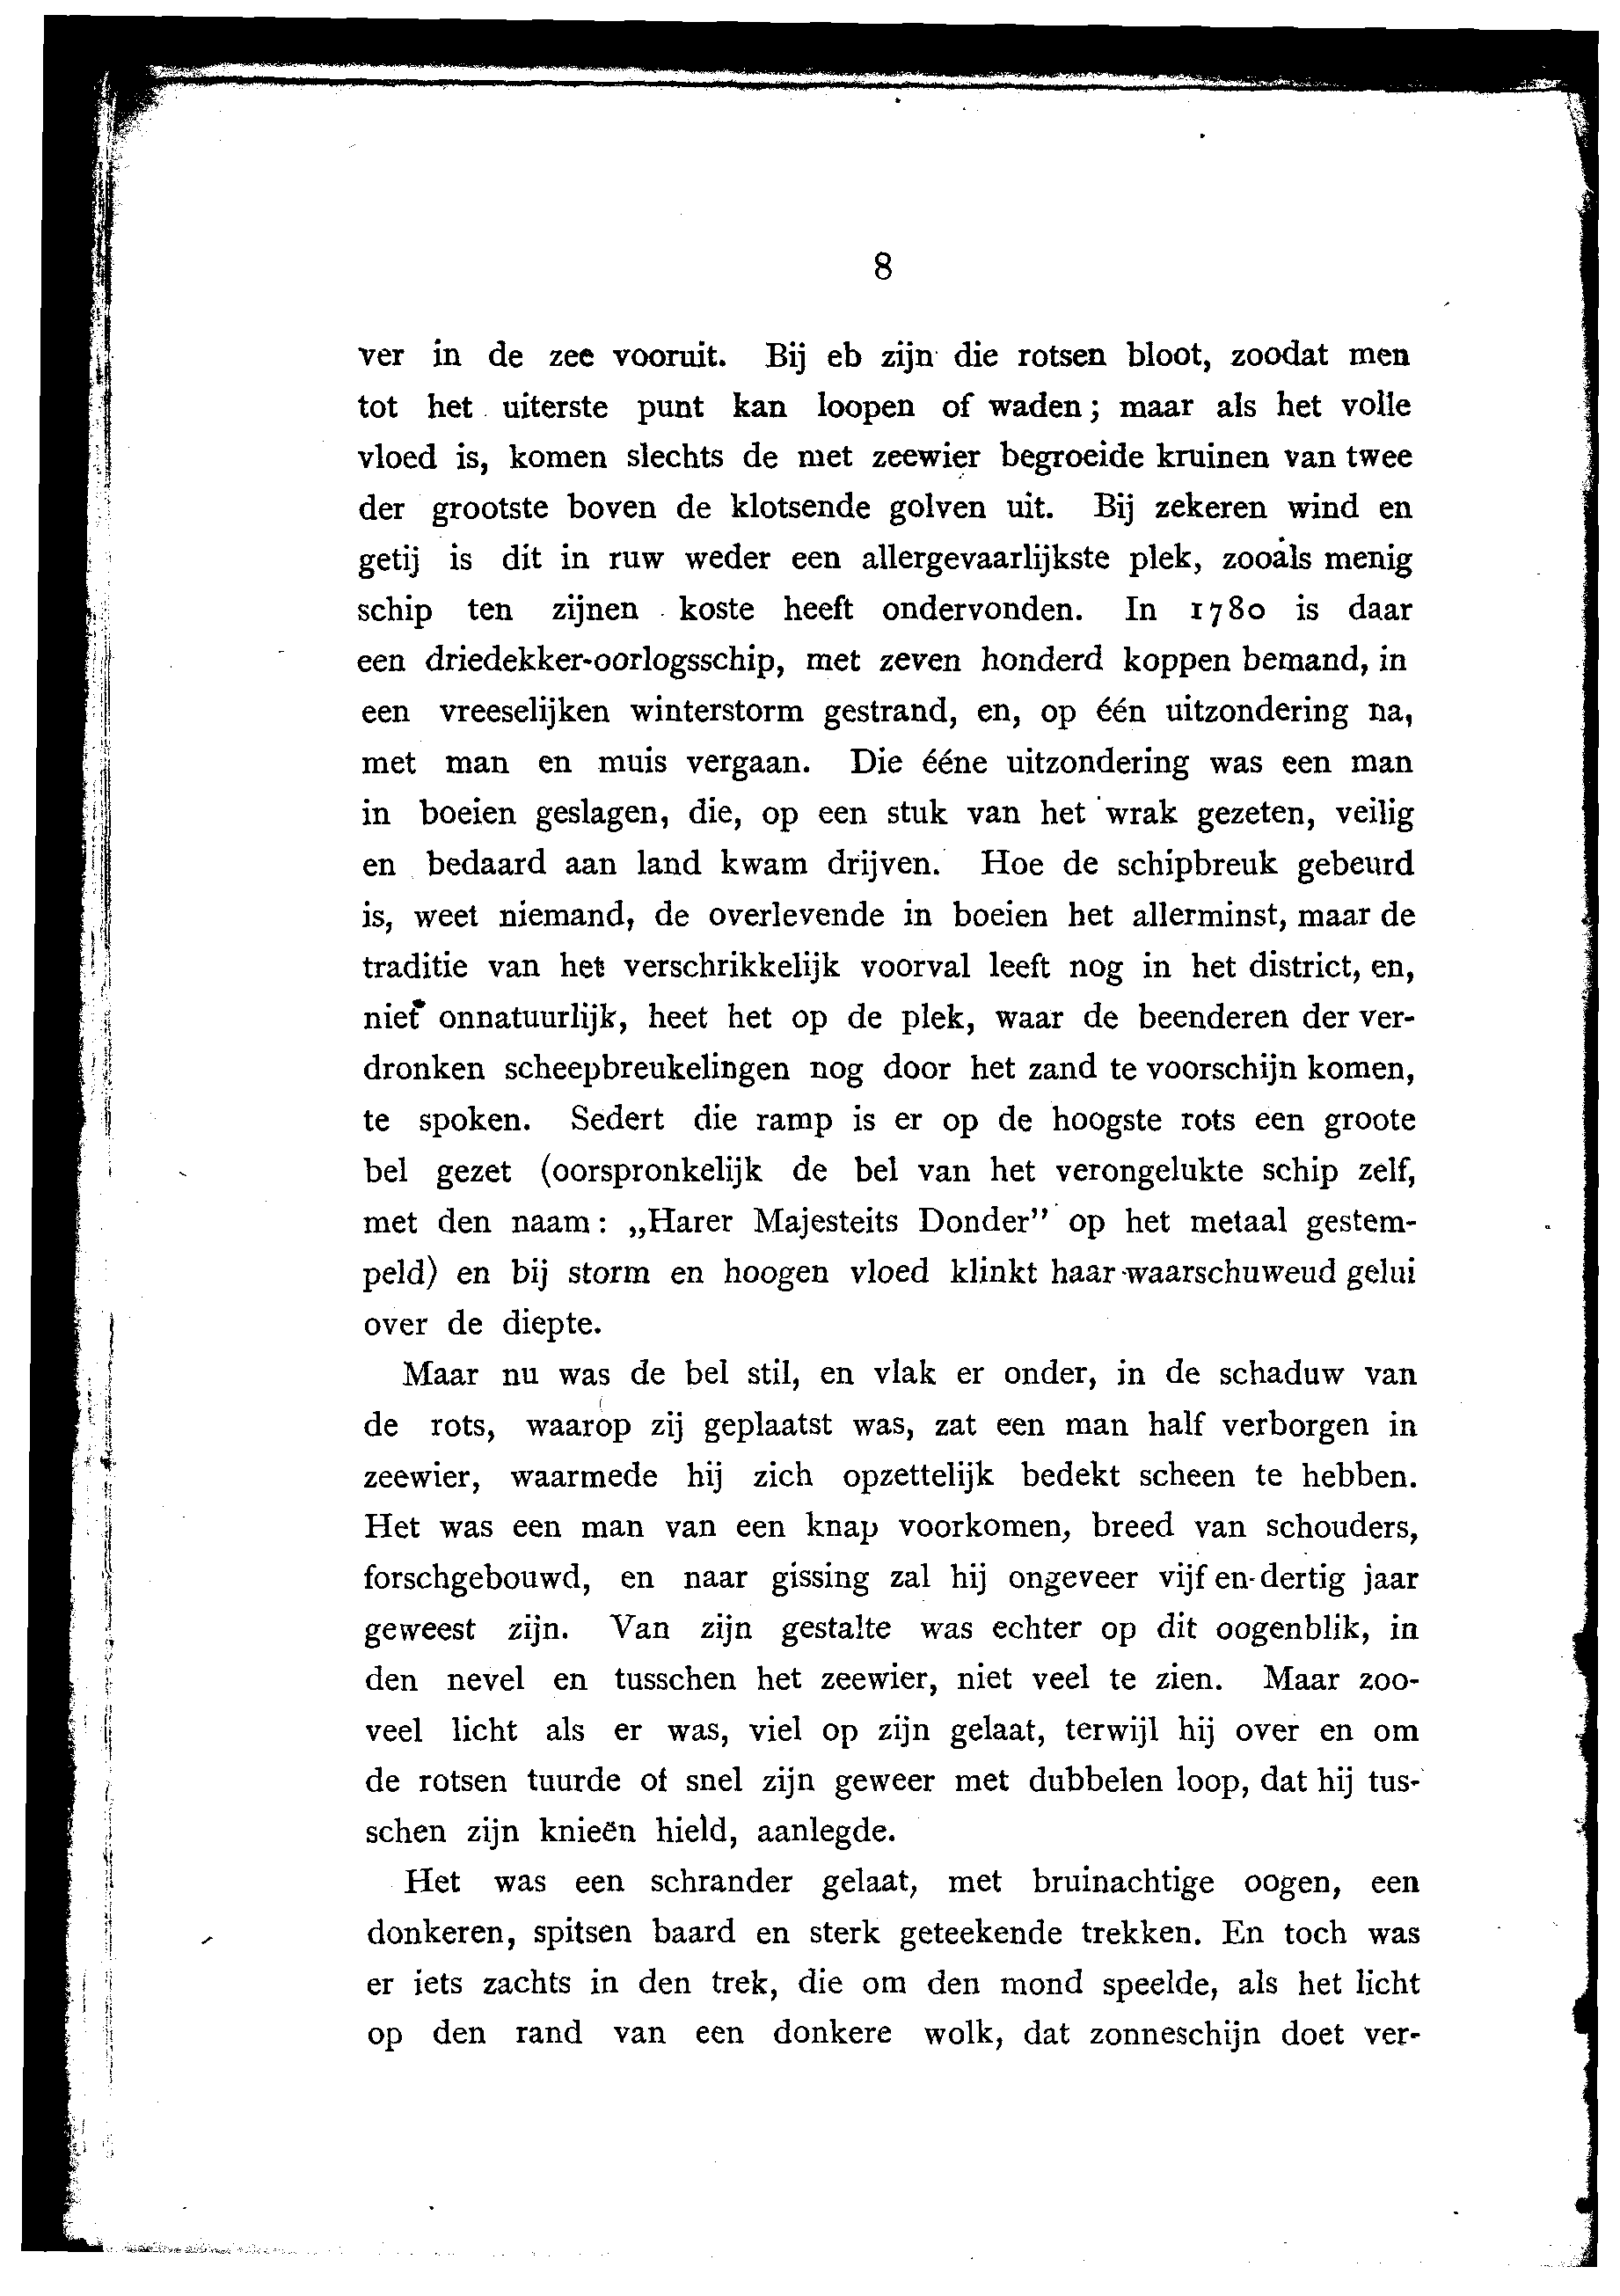 8
ver in de zee vooruit. Bij eb zijn die rotsen bloot, zoodat men
tot het uiterste punt kan loopen of waden; maar als het volle
vloed is, komen slechts de met zeewier begroeide kruinen van twee
der grootste boven de klotsende golven uit. Bij zekeren wind en
getij is dit in ruw weder een allergevaarlijkste plek, zooals menig
schip ten zijnen koste heeft ondervonden. In 1780 is daar
een driedekker-oorlogsschip, met zeven honderd koppen bemand, in
een vreeselijken winterstorm gestrand, en, op één uitzondering na,
met man en muis vergaan. Die ééne uitzondering was een man
in boeien geslagen, die, op een stuk van het wrak gezeten, veilig
en bedaard aan land kwam drijven. Hoe de schipbreuk gebeurd
is, weet niemand, de overlevende in boeien het allerminst, maar de
traditie van het verschrikkelijk voorval leeft nog in het district, en,
niet onnatuurlijk, heet het op de plek, waar de beenderen der ver-
dronken scheepbreukelingen nog door het zand te voorschijn komen,
te spoken. Sedert die ramp is er op de hoogste rots een groote
bel gezet (oorspronkelijk de bel van het verongelukte schip zelf,
met den naam: „Harer Majesteits Donder” op het metaal gestem-
peld) en bij storm en hoogen vloed klinkt haar waarschuweud gelui
over de diepte.
Maar nu was de bel stil, en vlak er onder, in de schaduw van
de rots, waarop zij geplaatst was, zat een man half verborgen in
zeewier, waarmede hij zich opzettelijk bedekt scheen te hebben.
Het was een man van een knap voorkomen, breed van schouders,
forschgebouwd, en naar gissing zal hij ongeveer vijf en-dertig jaar
geweest zijn. Van zijn gestalte was echter op dit oogenblik, in
den nevel en tusschen het zeewier, niet veel te zien. Maar zoo-
veel licht als er was, viel op zijn gelaat, terwijl hij over en om
de rotsen tuurde of snel zijn geweer met dubbelen loop, dat hij tus-
schen zijn knieën hield, aanlegde.
Het was een schrander gelaat, met bruinachtige oogen, een
donkeren, spitsen baard en sterk geteekende trekken. En toch was
er iets zachts in den trek, die om den mond speelde, als het licht
op den rand van een donkere wolk, dat zonneschijn doet ver-